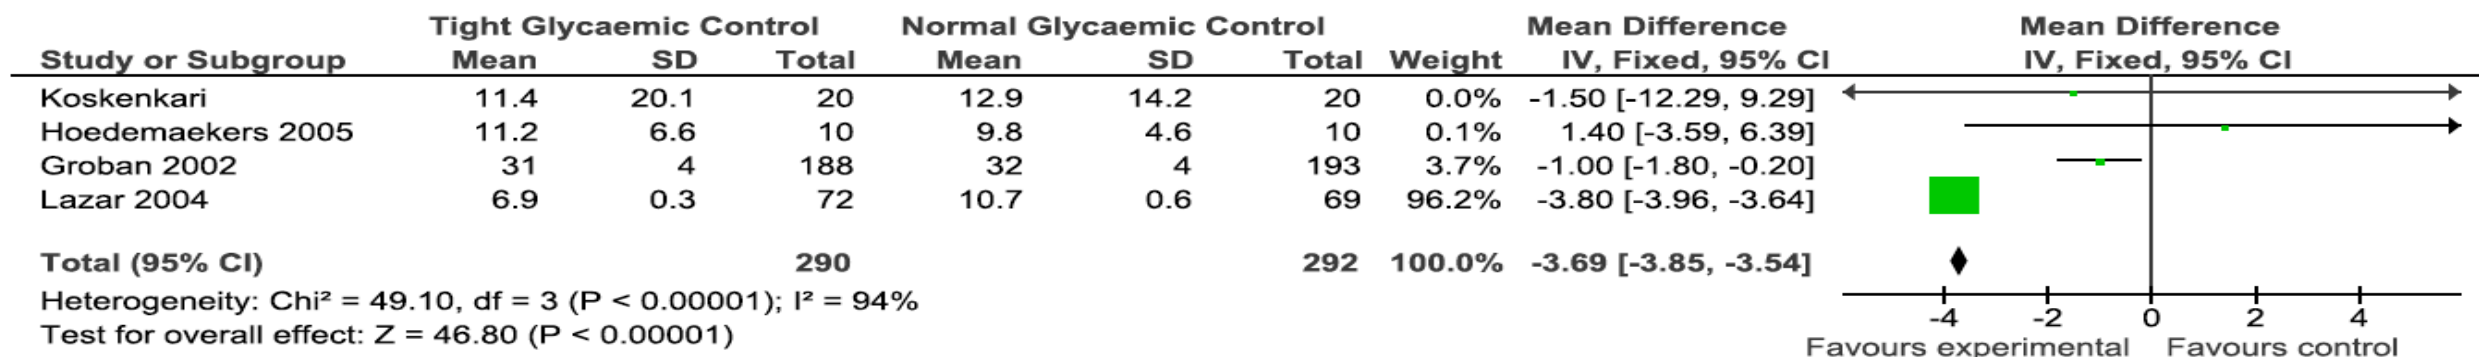 Tight Glycaemic Control Normal Glycaemic Control Mean Difference Mean Difference
Study or Subgroup Mean SD Total Mean SD Total Weight IV, Fixed, 95% CI IV, Fixed, 95% CI
Koskenkari 11.4 20.1 20 12.9 14.2 20 0.0% -1.50 [-12.29, 9.29]
Hoedemaekers 2005 11.2 6.6 10 9.8 4.6 10 0.1% 1.40 [-3.59, 6.39]
Groban 2002 31 4 188 32 4 193 3.7% -1.00 [-1.80, -0.20]
Lazar 2004 6.9 0.3 72 10.7 0.6 69 96.2% -3.80 [-3.96, -3.64]
Total (95% CI) 290 292 100.0% -3.69 [-3.85, -3.54]
Heterogeneity: Chi² = 49.10, df = 3 (P < 0.00001); I² = 94%
Test for overall effect: Z = 46.80 (P < 0.00001)
-4 -2 0 2 4
Favours experimental Favours control